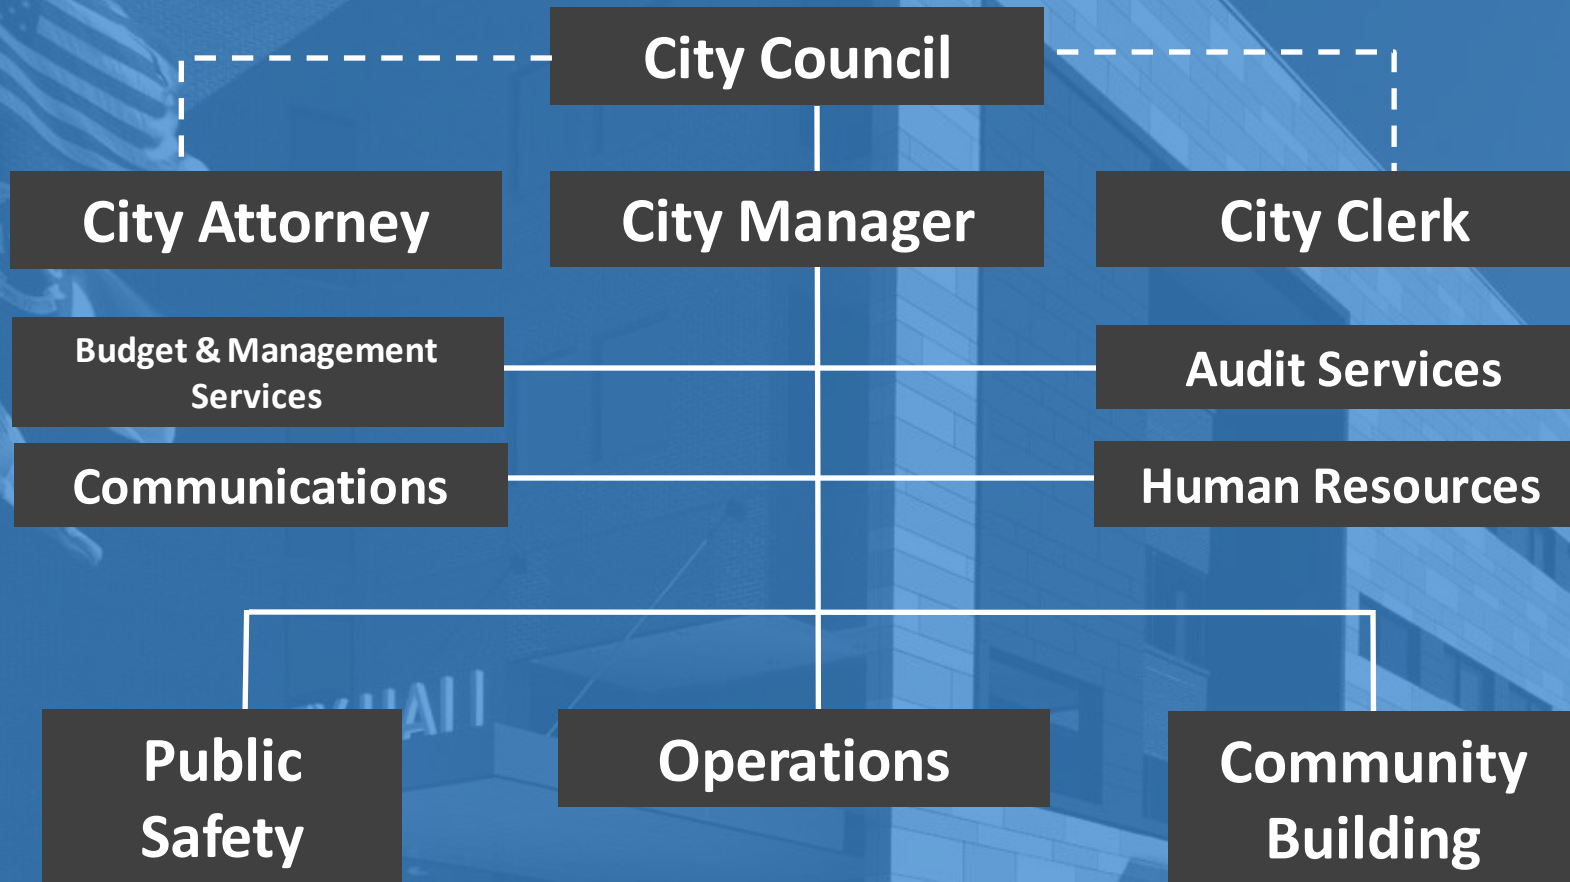 City Council
City Attorney
City Manager
City Clerk
Budget & Management
Services
Audit Services
Communications
Human Resources
Public
Safety
Operations
Community
Building
HALL